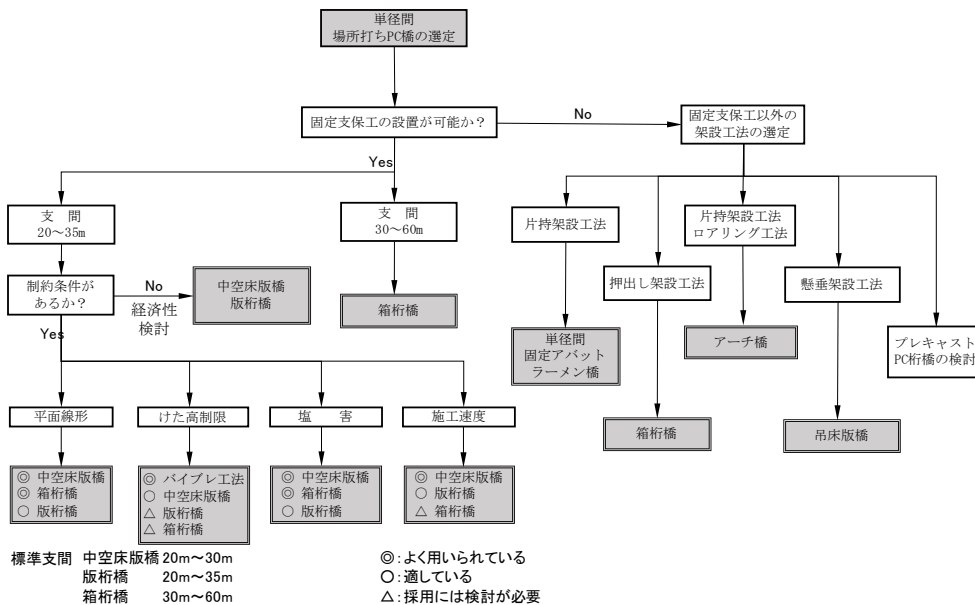 単径間
場所打ちPC橋の選定
固定支保工の設置が可能か？
No
固定支保工以外の
架設工法の選定
Yes
支　間
20～35m
支　間
30～60m
片持架設工法
片持架設工法
ロアリング工法
押出し架設工法
懸垂架設工法
制約条件が
あるか？
No
経済性
検討
中空床版橋
版桁橋
箱桁橋
Yes
単径間
固定アバット
ラーメン橋
アーチ橋
プレキャスト
PC桁橋の検討
平面線形
けた高制限
塩　害
施工速度
箱桁橋
吊床版橋
◎ 中空床版橋
◎ 箱桁橋
○ 版桁橋
◎ バイプレ工法
○ 中空床版橋
△ 版桁橋
△ 箱桁橋
◎ 中空床版橋
◎ 箱桁橋
○ 版桁橋
◎ 中空床版橋
○ 版桁橋
△ 箱桁橋
標準支間 中空床版橋 20m～30m
版桁橋 20m～35m
箱桁橋 30m～60m
◎：よく用いられている
○：適している
△：採用には検討が必要